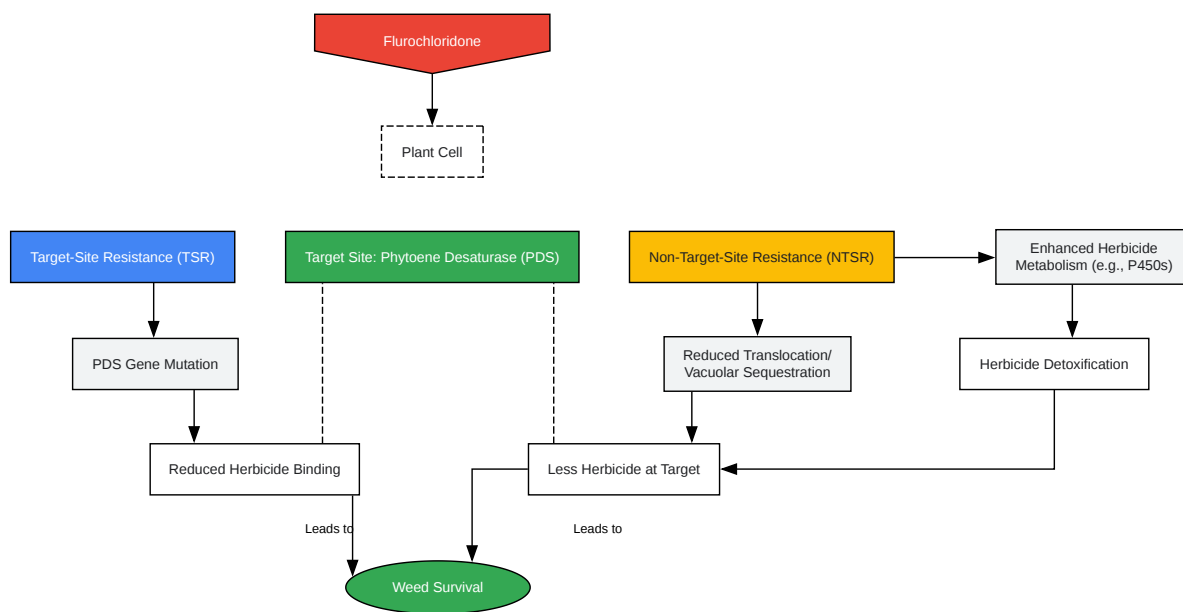 Flurochloridone
Plant Cell
Target-Site Resistance (TSR)
Target Site: Phytoene Desaturase (PDS)
Non-Target-Site Resistance (NTSR)
Enhanced Herbicide
Metabolism (e.g., P450s)
PDS Gene Mutation
Reduced Translocation/
Vacuolar Sequestration
Herbicide Detoxification
Reduced Herbicide Binding
Less Herbicide at Target
Leads to
Leads to
Weed Survival